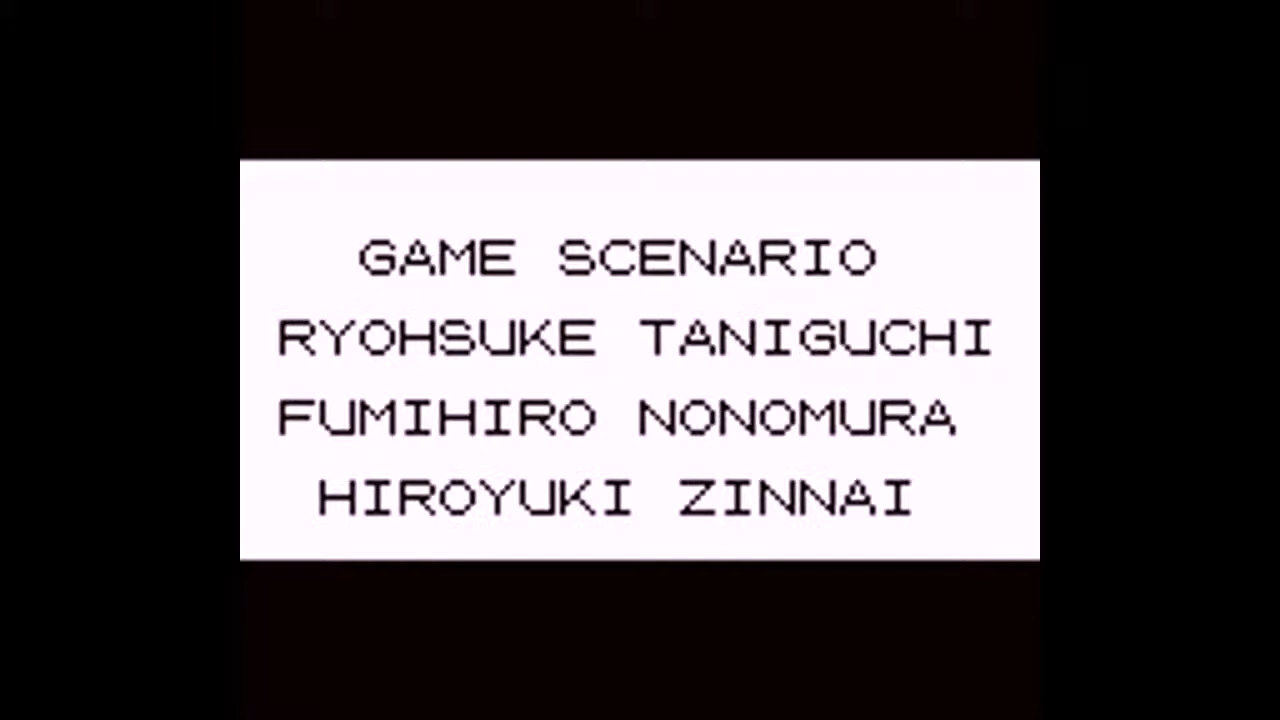 GAME SCENARIO
RYOHSUKE TANIGUCHI
FUMIHIRO NONOMURA
HIROYUKI ZINNAI